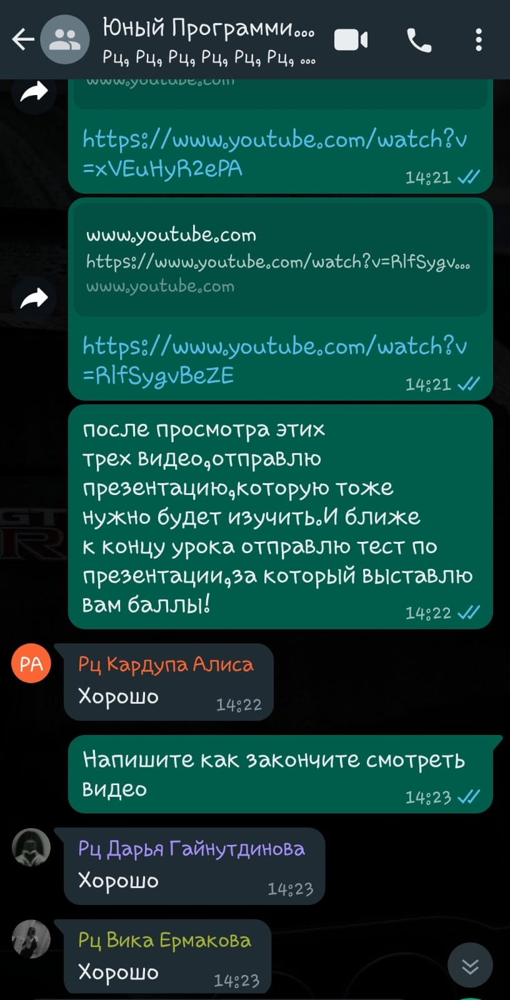 Юный Программи...
Рц, Рц, Рц, Рц, Рц, Рц, ...
www.youtube.com
https://www.youtube.com/watch?v
=xVEuHyR2ePA
14:21
www.youtube.com
https://www.youtube.com/watch?v=RlfSygv...
www.youtube.com
https://www.youtube.com/watch?v
=RlfSygvBeZE
14:21
после просмотра этих
трех видео,отправлю
презентацию,которую тоже
нужно будет изучить.И ближе
к концу урока отправлю тест по
презентации,за который выставлю
вам баллы!
14:22
GT
R
РА
Рц Кардупа Алиса
Хорошо
14:22
Напишите как закончите смотреть
видео
14:23
Рц Дарья Гайнутдинова
Хорошо
14:23
Рц Вика Ермакова
Хорошо
14:23